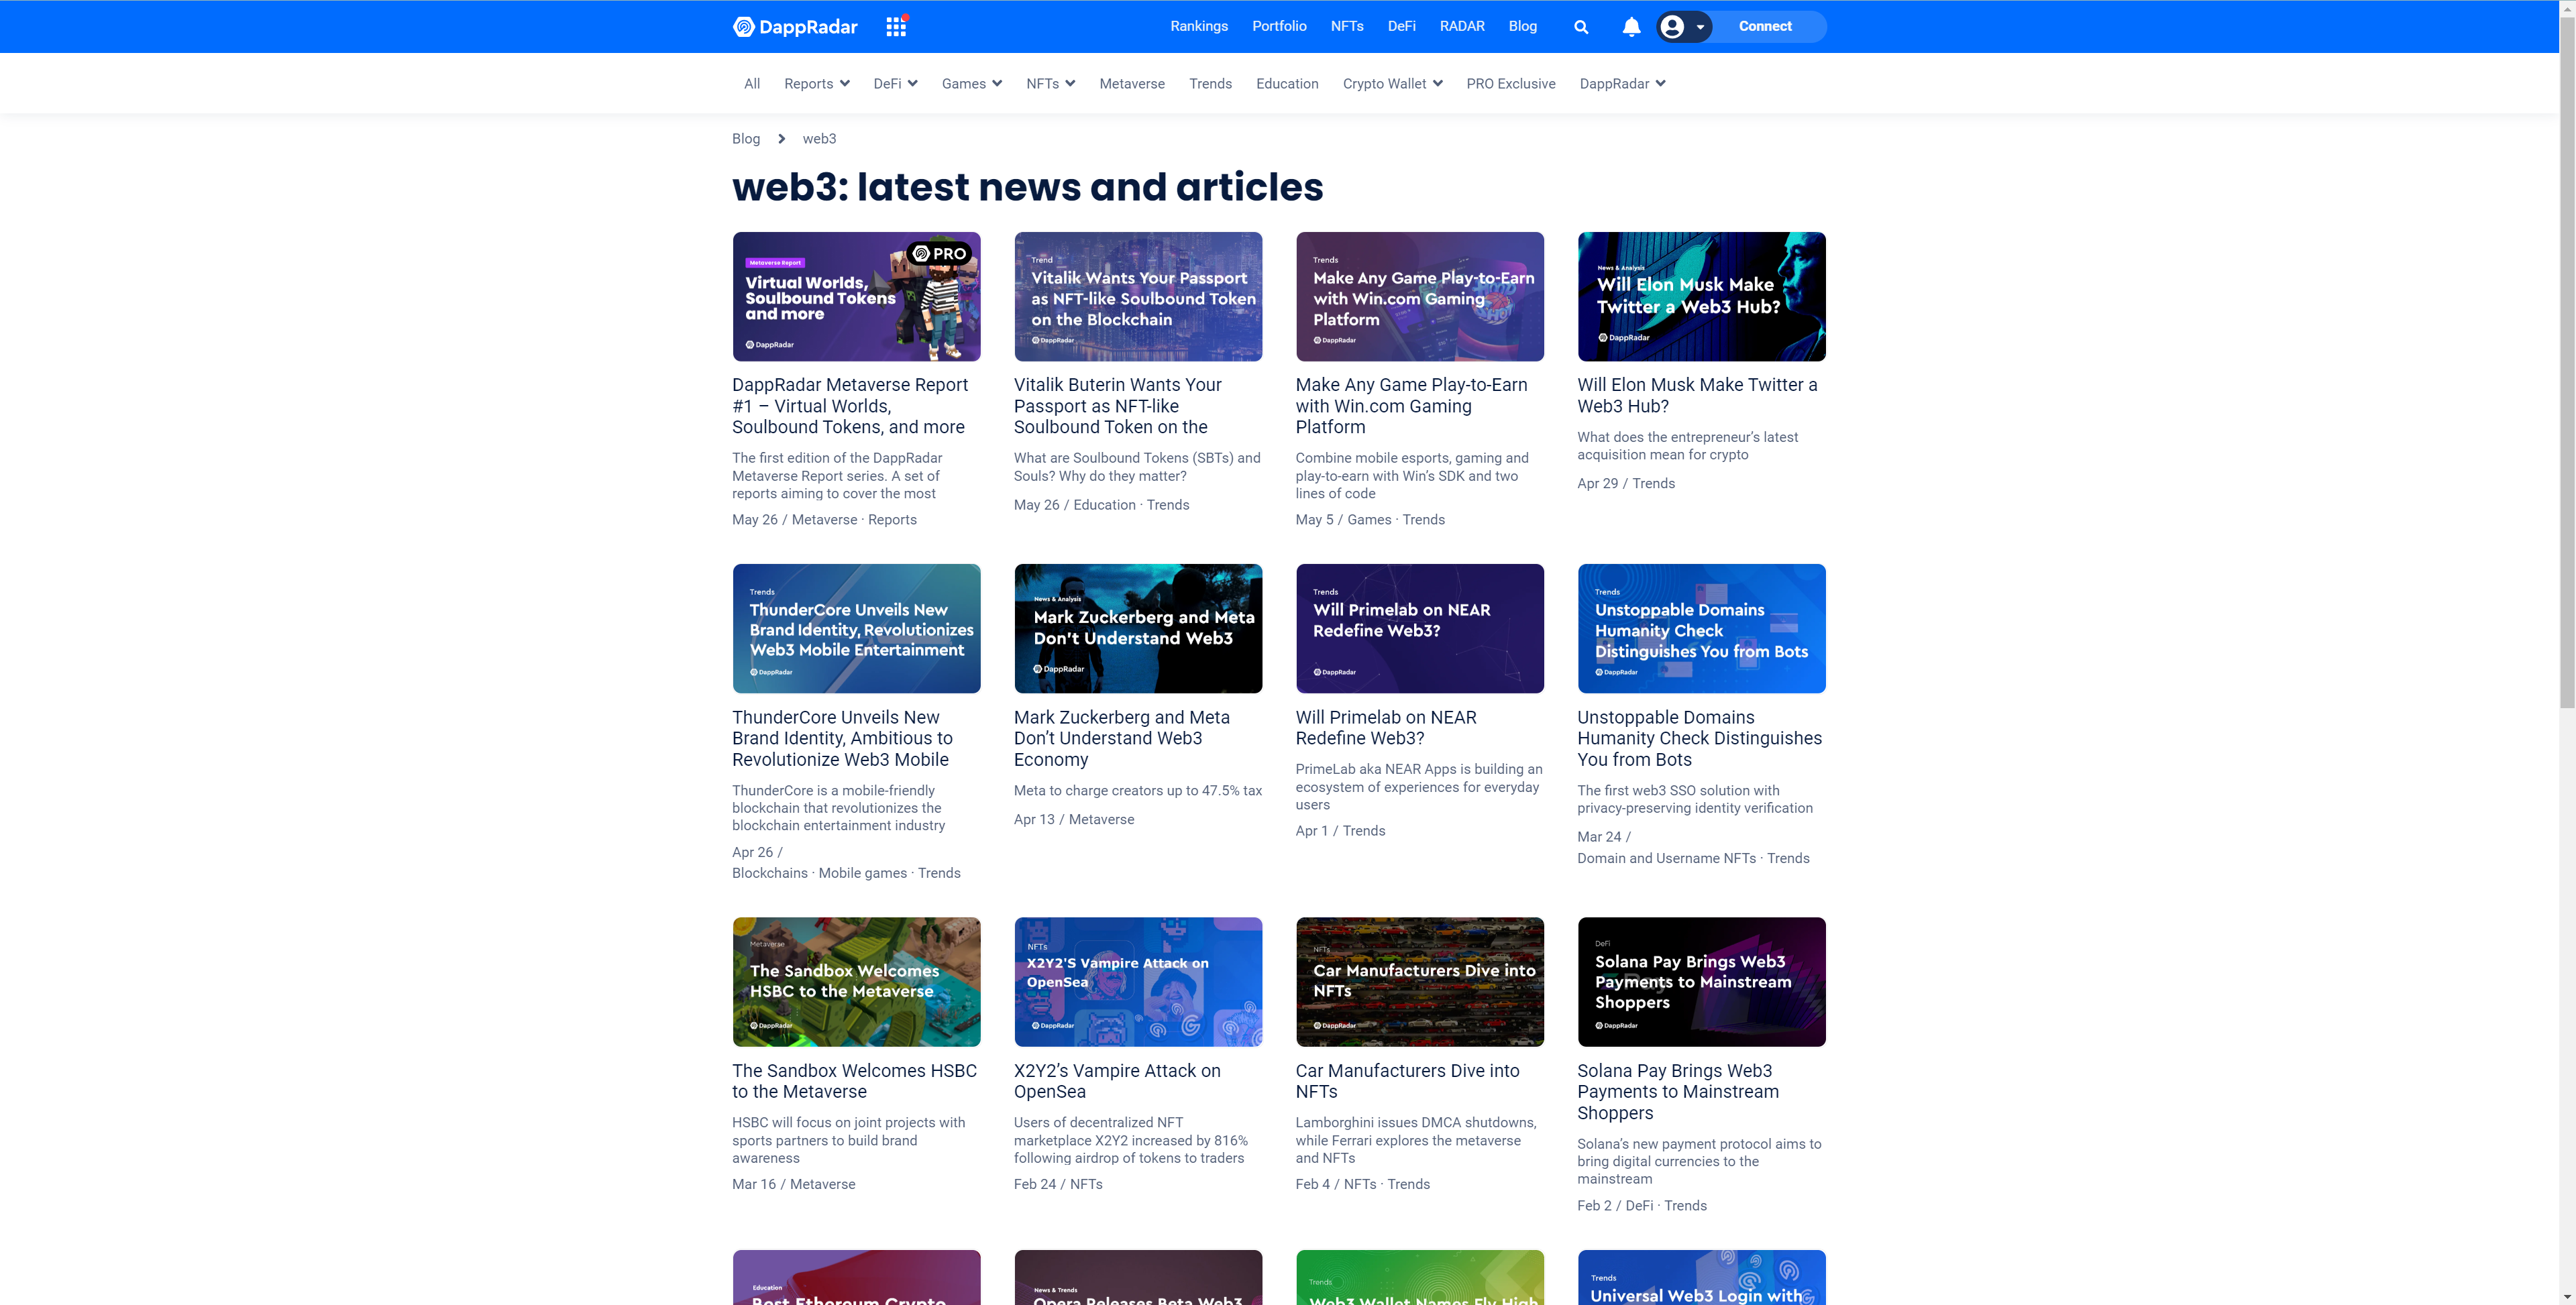 DappRadar
Rankings Portfolio NFTs DeFi RADAR Blog Connect
All Reports DeFi Games NFTs Metaverse Trends Education Crypto Wallet PRO Exclusive DappRadar
Blog web3
web3: latest news and articles
PRO
Metaverse Report
Virtual Worlds,
Soulbound Tokens
and more
DappRadar
DappRadar Metaverse Report
#1 – Virtual Worlds,
Soulbound Tokens, and more
The first edition of the DappRadar
Metaverse Report series. A set of
reports aiming to cover the most
May 26 / Metaverse · Reports
Trend
Vitalik Wants Your Passport
as NFT-like Soulbound Token
on the Blockchain
DappRadar
Vitalik Buterin Wants Your
Passport as NFT-like
Soulbound Token on the
What are Soulbound Tokens (SBTs) and
Souls? Why do they matter?
May 26 / Education · Trends
Trends
Make Any Game Play-to-Earn
with Win.com Gaming
Platform
DappRadar
Make Any Game Play-to-Earn
with Win.com Gaming
Platform
Combine mobile esports, gaming and
play-to-earn with Win's SDK and two
lines of code
May 5 / Games · Trends
News & Analysis
Will Elon Musk Make
Twitter a Web3 Hub?
DappRadar
Will Elon Musk Make Twitter a
Web3 Hub?
What does the entrepreneur's latest
acquisition mean for crypto
Apr 29 / Trends
Trends
ThunderCore Unveils New
Brand Identity, Revolutionizes
Web3 Mobile Entertainment
DappRadar
ThunderCore Unveils New
Brand Identity, Ambitious to
Revolutionize Web3 Mobile
ThunderCore is a mobile-friendly
blockchain that revolutionizes the
blockchain entertainment industry
Apr 26 /
Blockchains · Mobile games · Trends
News & Analysis
Mark Zuckerberg and Meta
Don't Understand Web3
DappRadar
Mark Zuckerberg and Meta
Don't Understand Web3
Economy
Meta to charge creators up to 47.5% tax
Apr 13 / Metaverse
Trends
Will Primelab on NEAR
Redefine Web3?
DappRadar
Will Primelab on NEAR
Redefine Web3?
PrimeLab aka NEAR Apps is building an
ecosystem of experiences for everyday
users
Apr 1 / Trends
Trends
Unstoppable Domains
Humanity Check
Distinguishes You from Bots
DappRadar
Unstoppable Domains
Humanity Check Distinguishes
You from Bots
The first web3 SSO solution with
privacy-preserving identity verification
Mar 24 /
Domain and Username NFTs · Trends
Metaverse
The Sandbox Welcomes
HSBC to the Metaverse
DappRadar
The Sandbox Welcomes HSBC
to the Metaverse
HSBC will focus on joint projects with
sports partners to build brand
awareness
Mar 16 / Metaverse
NFTs
X2Y2'S Vampire Attack on
OpenSea
DappRadar
X2Y2's Vampire Attack on
OpenSea
Users of decentralized NFT
marketplace X2Y2 increased by 816%
following airdrop of tokens to traders
Feb 24 / NFTs
NFTs
Car Manufacturers Dive into
NFTs
DappRadar
Car Manufacturers Dive into
NFTs
Lamborghini issues DMCA shutdowns,
while Ferrari explores the metaverse
and NFTs
Feb 4 / NFTs · Trends
DeFi
Solana Pay Brings Web3
Payments to Mainstream
Shoppers
DappRadar
Solana Pay Brings Web3
Payments to Mainstream
Shoppers
Solana's new payment protocol aims to
bring digital currencies to the
mainstream
Feb 2 / DeFi · Trends
Education
Best Ethereum Crypto
News & Trends
Opera Releases Beta Web3
Trends
Web3 Wallet Names Fly High
Trends
Universal Web3 Login with